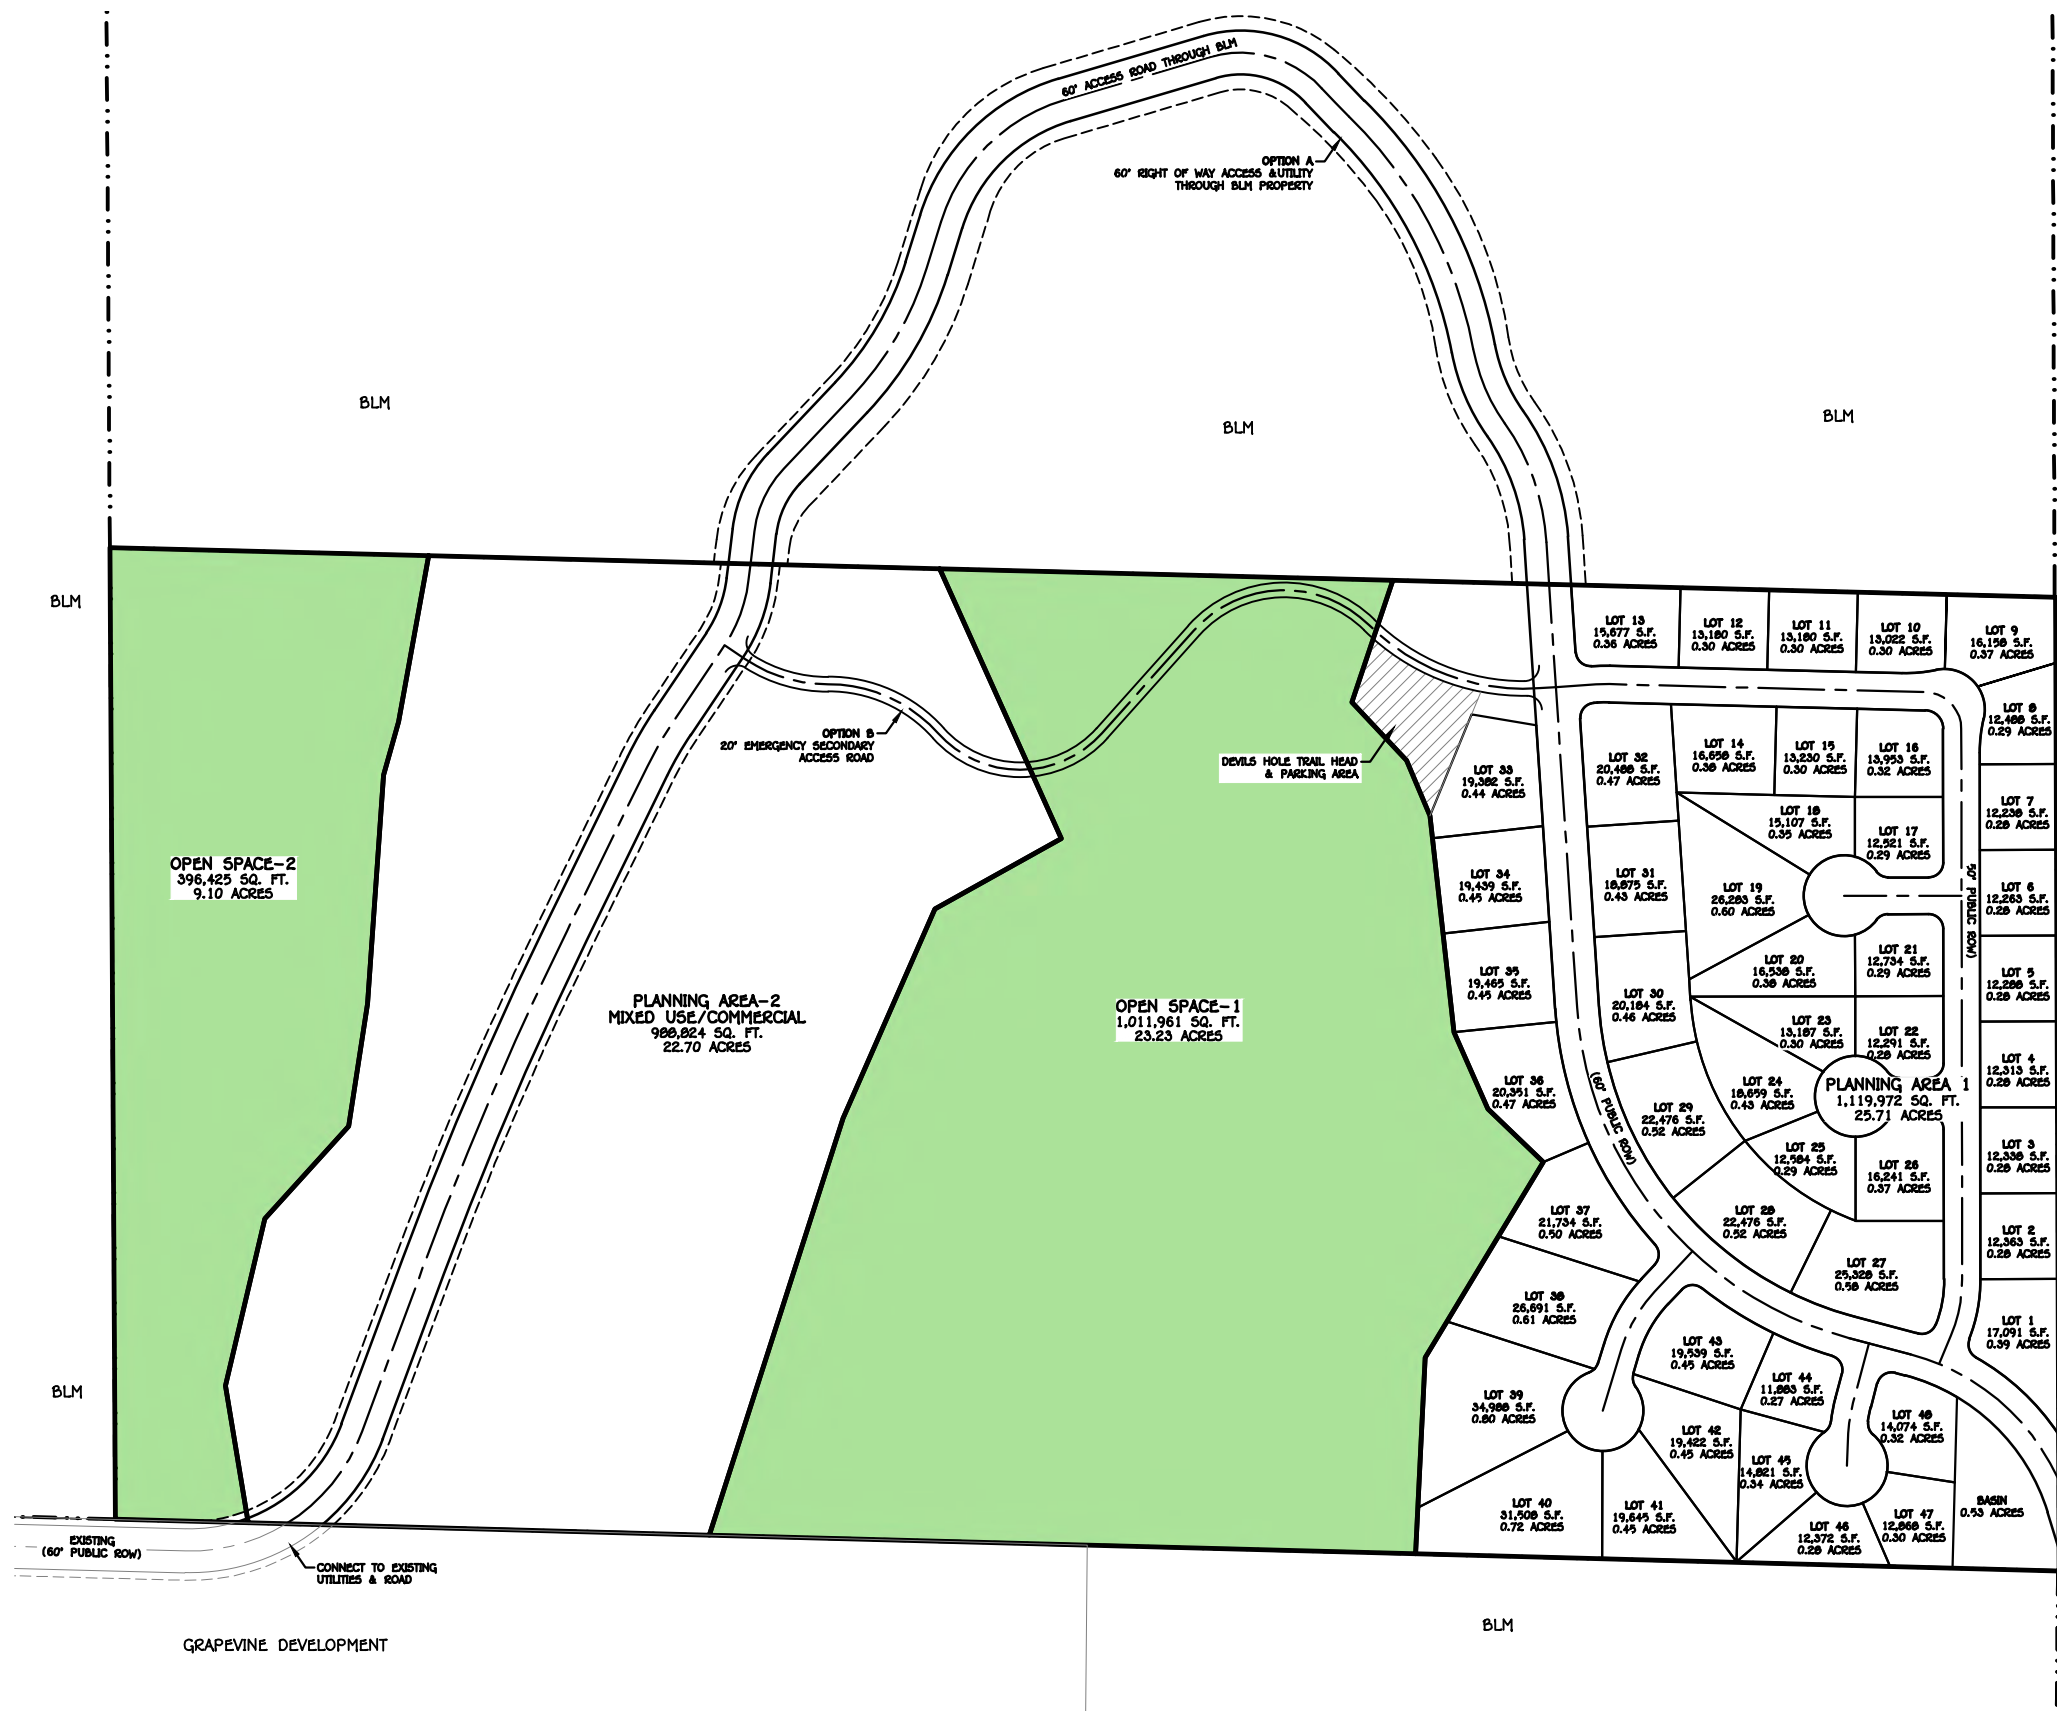 60' ACCESS ROAD THROUGH BLM
OPTION A
60' RIGHT OF WAY ACCESS &UTILITY
THROUGH BLM PROPERTY
BLM
BLM
BLM
BLM
BLM
OPTION B
20' EMERGENCY SECONDARY
ACCESS ROAD
DEVILS HOLE TRAIL HEAD
& PARKING AREA
OPEN SPACE-2
396,425 SQ. FT.
9.10 ACRES
PLANNING AREA-2
MIXED USE/COMMERCIAL
988,824 SQ. FT.
22.70 ACRES
OPEN SPACE-1
1,011,961 SQ. FT.
23.23 ACRES
LOT 13
15,677 S.F.
0.36 ACRES
LOT 12
13,180 S.F.
0.30 ACRES
LOT 11
13,180 S.F.
0.30 ACRES
LOT 10
13,022 S.F.
0.30 ACRES
LOT 9
16,158 S.F.
0.37 ACRES
LOT 8
12,488 S.F.
0.29 ACRES
LOT 7
12,238 S.F.
0.28 ACRES
LOT 6
12,263 S.F.
0.28 ACRES
LOT 5
12,288 S.F.
0.28 ACRES
LOT 4
12,313 S.F.
0.28 ACRES
LOT 3
12,338 S.F.
0.28 ACRES
LOT 2
12,363 S.F.
0.28 ACRES
LOT 1
17,091 S.F.
0.39 ACRES
LOT 32
20,488 S.F.
0.47 ACRES
LOT 14
16,658 S.F.
0.38 ACRES
LOT 15
13,230 S.F.
0.30 ACRES
LOT 16
13,953 S.F.
0.32 ACRES
LOT 18
15,107 S.F.
0.35 ACRES
LOT 17
12,521 S.F.
0.29 ACRES
LOT 33
19,382 S.F.
0.44 ACRES
LOT 34
19,439 S.F.
0.45 ACRES
LOT 31
18,875 S.F.
0.43 ACRES
LOT 19
26,283 S.F.
0.60 ACRES
50' PUBLIC ROW)
LOT 35
19,465 S.F.
0.45 ACRES
LOT 30
20,184 S.F.
0.46 ACRES
LOT 20
16,538 S.F.
0.38 ACRES
LOT 21
12,734 S.F.
0.29 ACRES
LOT 23
13,187 S.F.
0.30 ACRES
LOT 22
12,291 S.F.
0.28 ACRES
PLANNING AREA 1
1,119,972 SQ. FT.
25.71 ACRES
LOT 36
20,351 S.F.
0.47 ACRES
(60' PUBLIC ROW)
LOT 29
22,476 S.F.
0.52 ACRES
LOT 24
18,659 S.F.
0.43 ACRES
LOT 25
12,584 S.F.
0.29 ACRES
LOT 26
16,241 S.F.
0.37 ACRES
LOT 37
21,734 S.F.
0.50 ACRES
LOT 28
22,476 S.F.
0.52 ACRES
LOT 27
25,328 S.F.
0.58 ACRES
LOT 38
26,691 S.F.
0.61 ACRES
LOT 43
19,539 S.F.
0.45 ACRES
LOT 44
11,883 S.F.
0.27 ACRES
LOT 39
34,988 S.F.
0.80 ACRES
LOT 42
19,422 S.F.
0.45 ACRES
LOT 48
14,074 S.F.
0.32 ACRES
LOT 45
14,821 S.F.
0.34 ACRES
LOT 40
31,508 S.F.
0.72 ACRES
LOT 41
19,645 S.F.
0.45 ACRES
LOT 46
12,372 S.F.
0.28 ACRES
LOT 47
12,868 S.F.
0.30 ACRES
BASIN
0.53 ACRES
EXISTING
(60' PUBLIC ROW)
CONNECT TO EXISTING
UTILITIES & ROAD
GRAPEVINE DEVELOPMENT
BLM